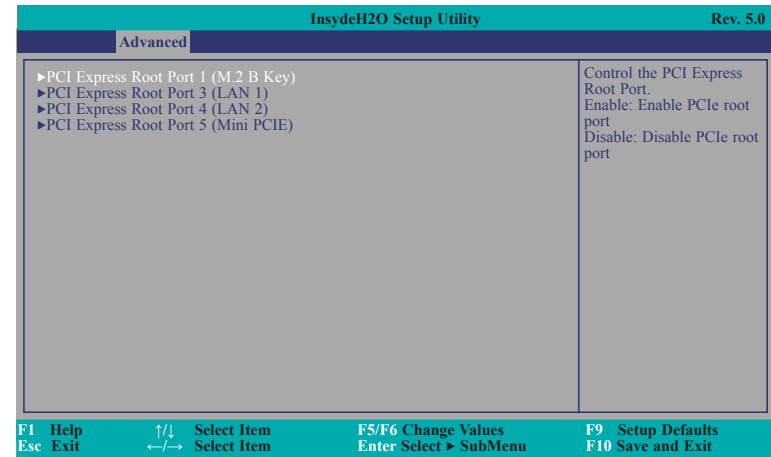 InsydeH2O Setup Utility Rev. 5.0
Advanced
►PCI Express Root Port 1 (M.2 B Key)
►PCI Express Root Port 3 (LAN 1)
►PCI Express Root Port 4 (LAN 2)
►PCI Express Root Port 5 (Mini PCIE)
Control the PCI Express
Root Port.
Enable: Enable PCIe root
port
Disable: Disable PCIe root
port
F1 Help ↑/↓ Select Item F5/F6 Change Values F9 Setup Defaults
Esc Exit ←/→ Select Item Enter Select ► SubMenu F10 Save and Exit